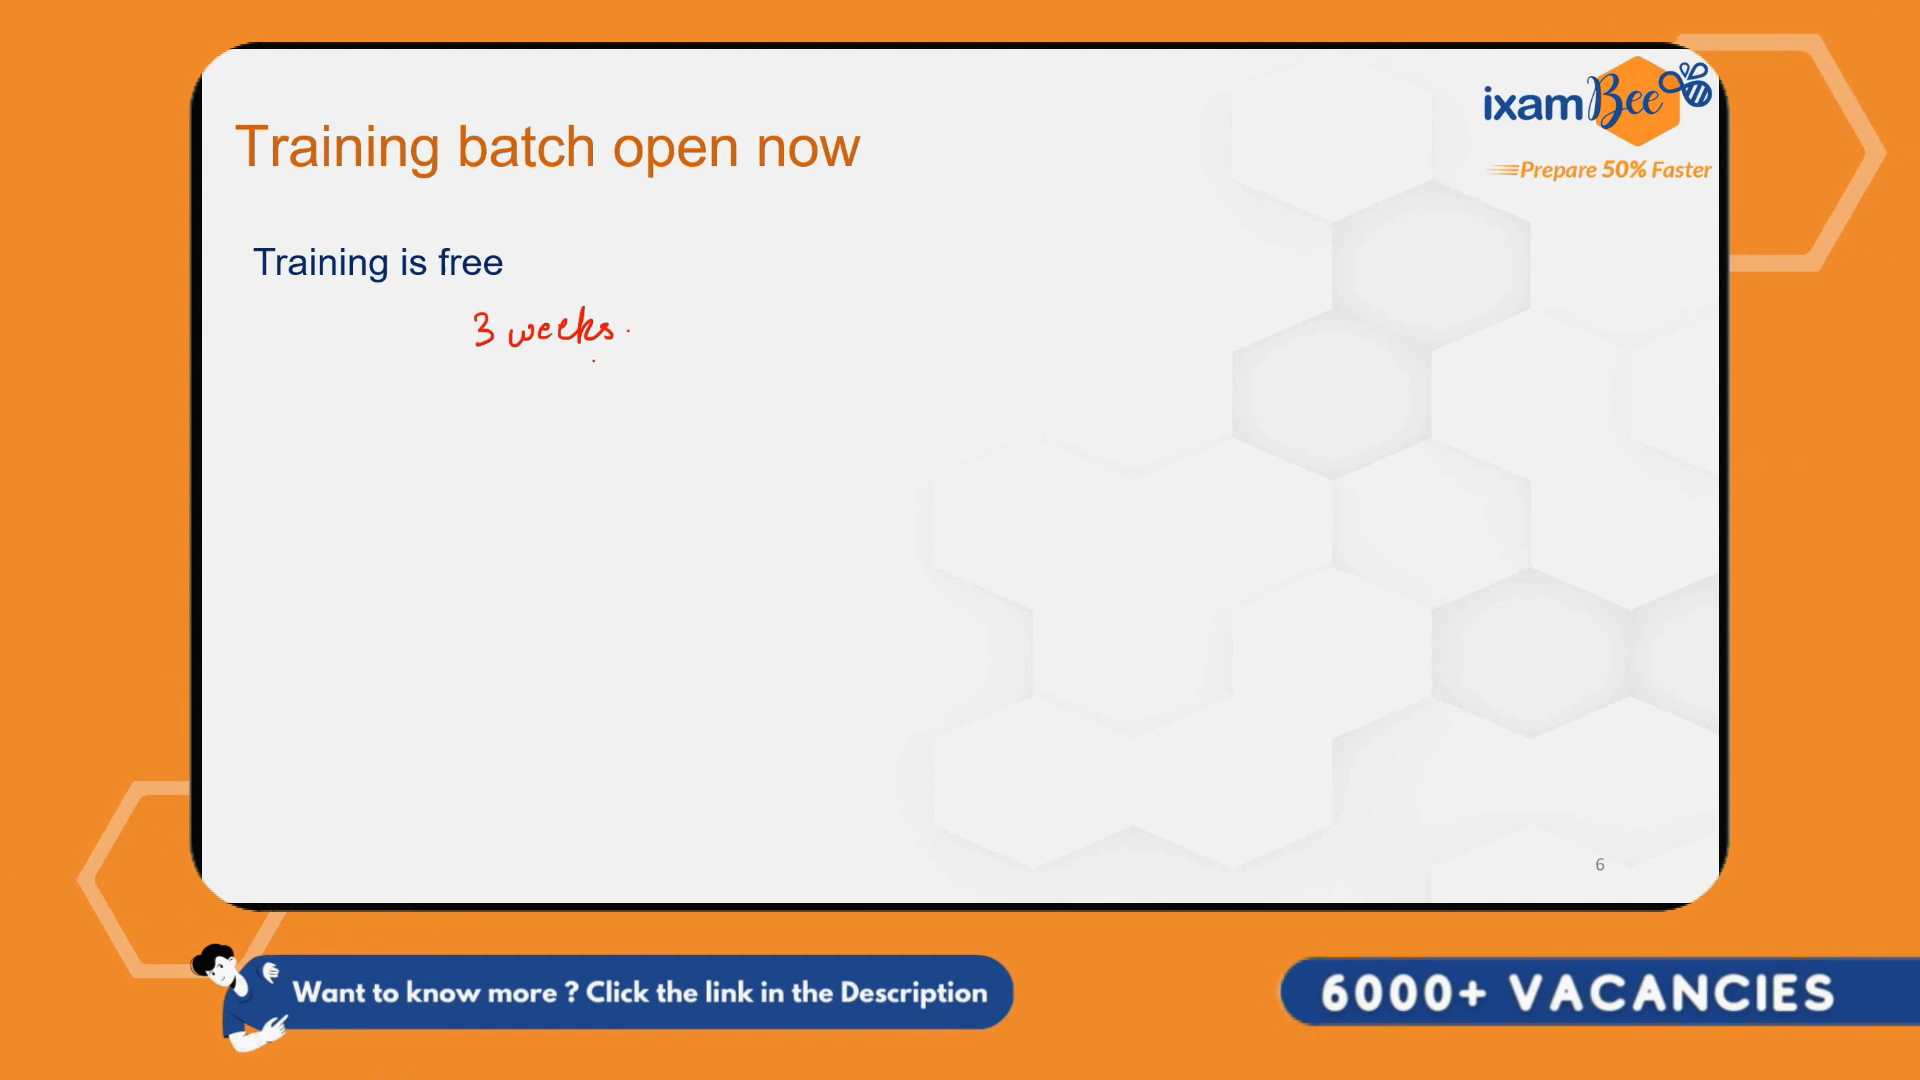 ixamBee
Prepare 50% Faster
Training batch open now
Training is free
3 weeks.
6
Want to know more ? Click the link in the Description
6000+ VACANCIES